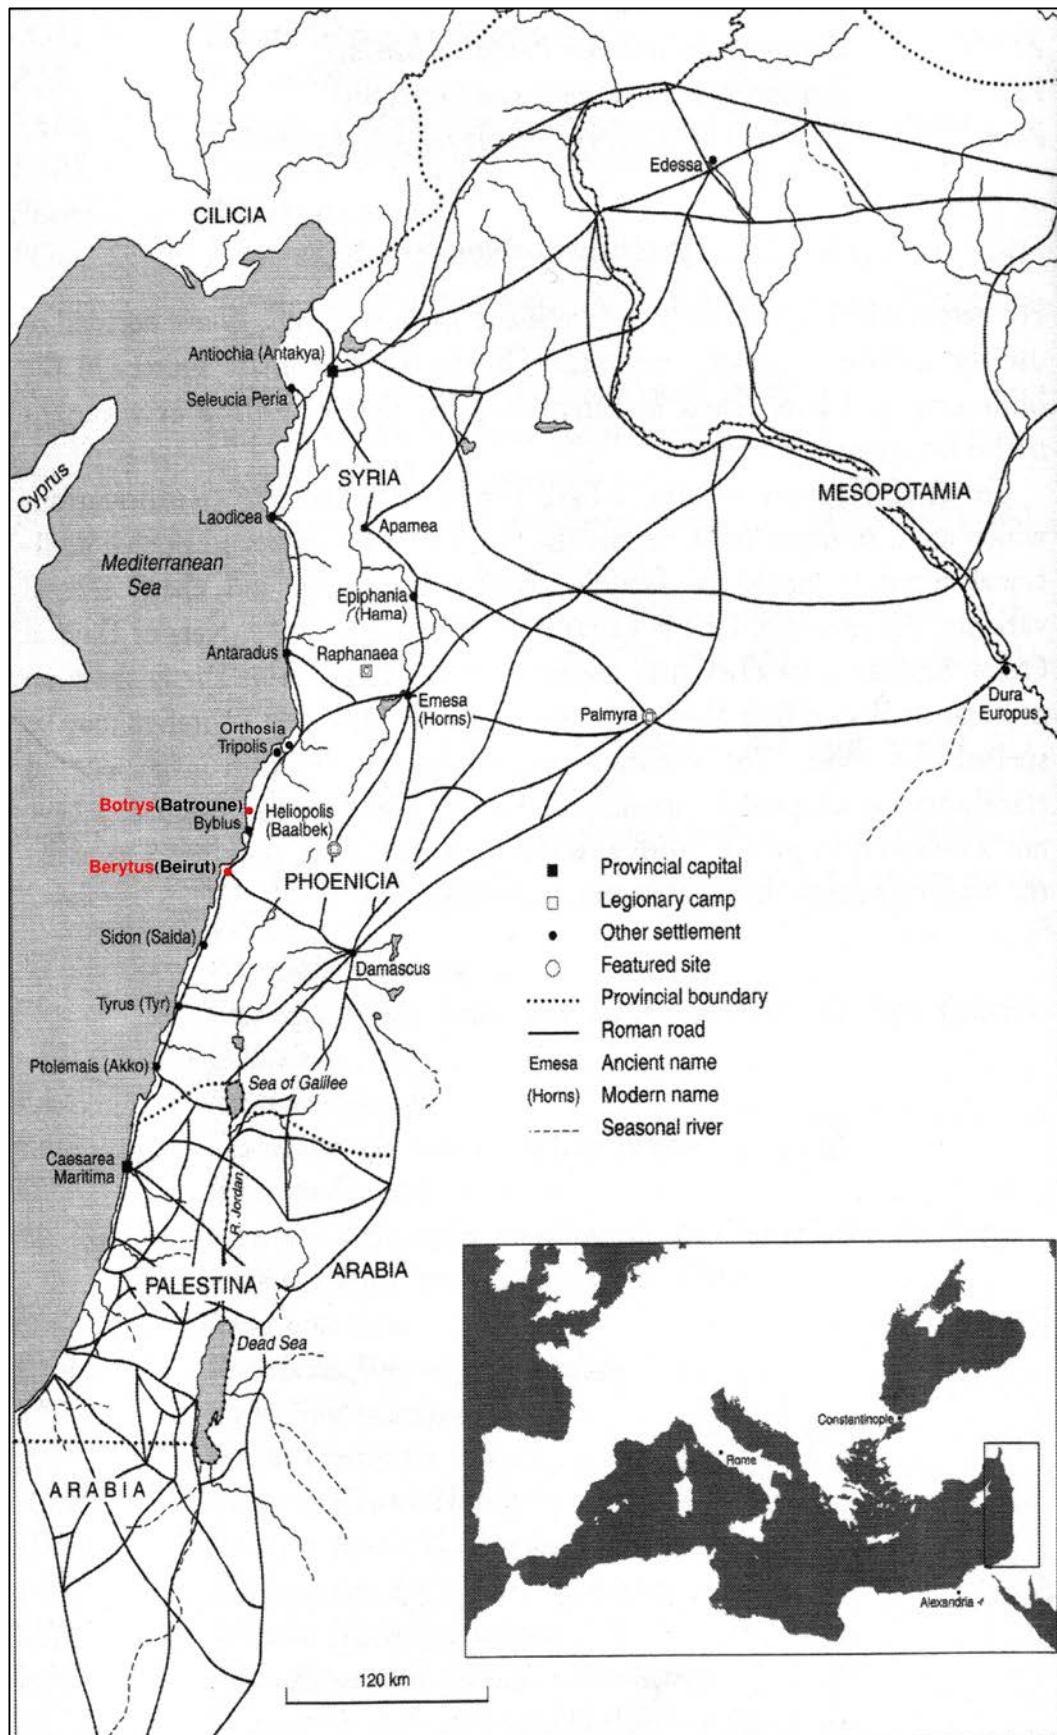 CILICIA
Edessa
Antiochia (Antakya)
Seleucia Peria
Cyprus
SYRIA
MESOPOTAMIA
Laodicea
Apamea
Mediterranean
Sea
Epiphania
(Hama)
Antaradus
Raphanaea
Emesa
(Horns)
Palmyra
Dura
Europus
Orthosia
Tripolis
Botrys(Batroune)
Byblus
Heliopolis
(Baalbek)
Berytus(Beirut)
PHOENICIA
Sidon (Saida)
Damascus
Tyrus (Tyr)
Ptolemais (Akko)
Sea of Galilee
Caesarea
Maritima
R. Jordan
PALESTINA
ARABIA
Dead Sea
ARABIA
120 km
Provincial capital
Legionary camp
Other settlement
Featured site
Provincial boundary
Roman road
Emesa Ancient name
(Horns) Modern name
Seasonal river
Constantinople
Rome
Alexandria